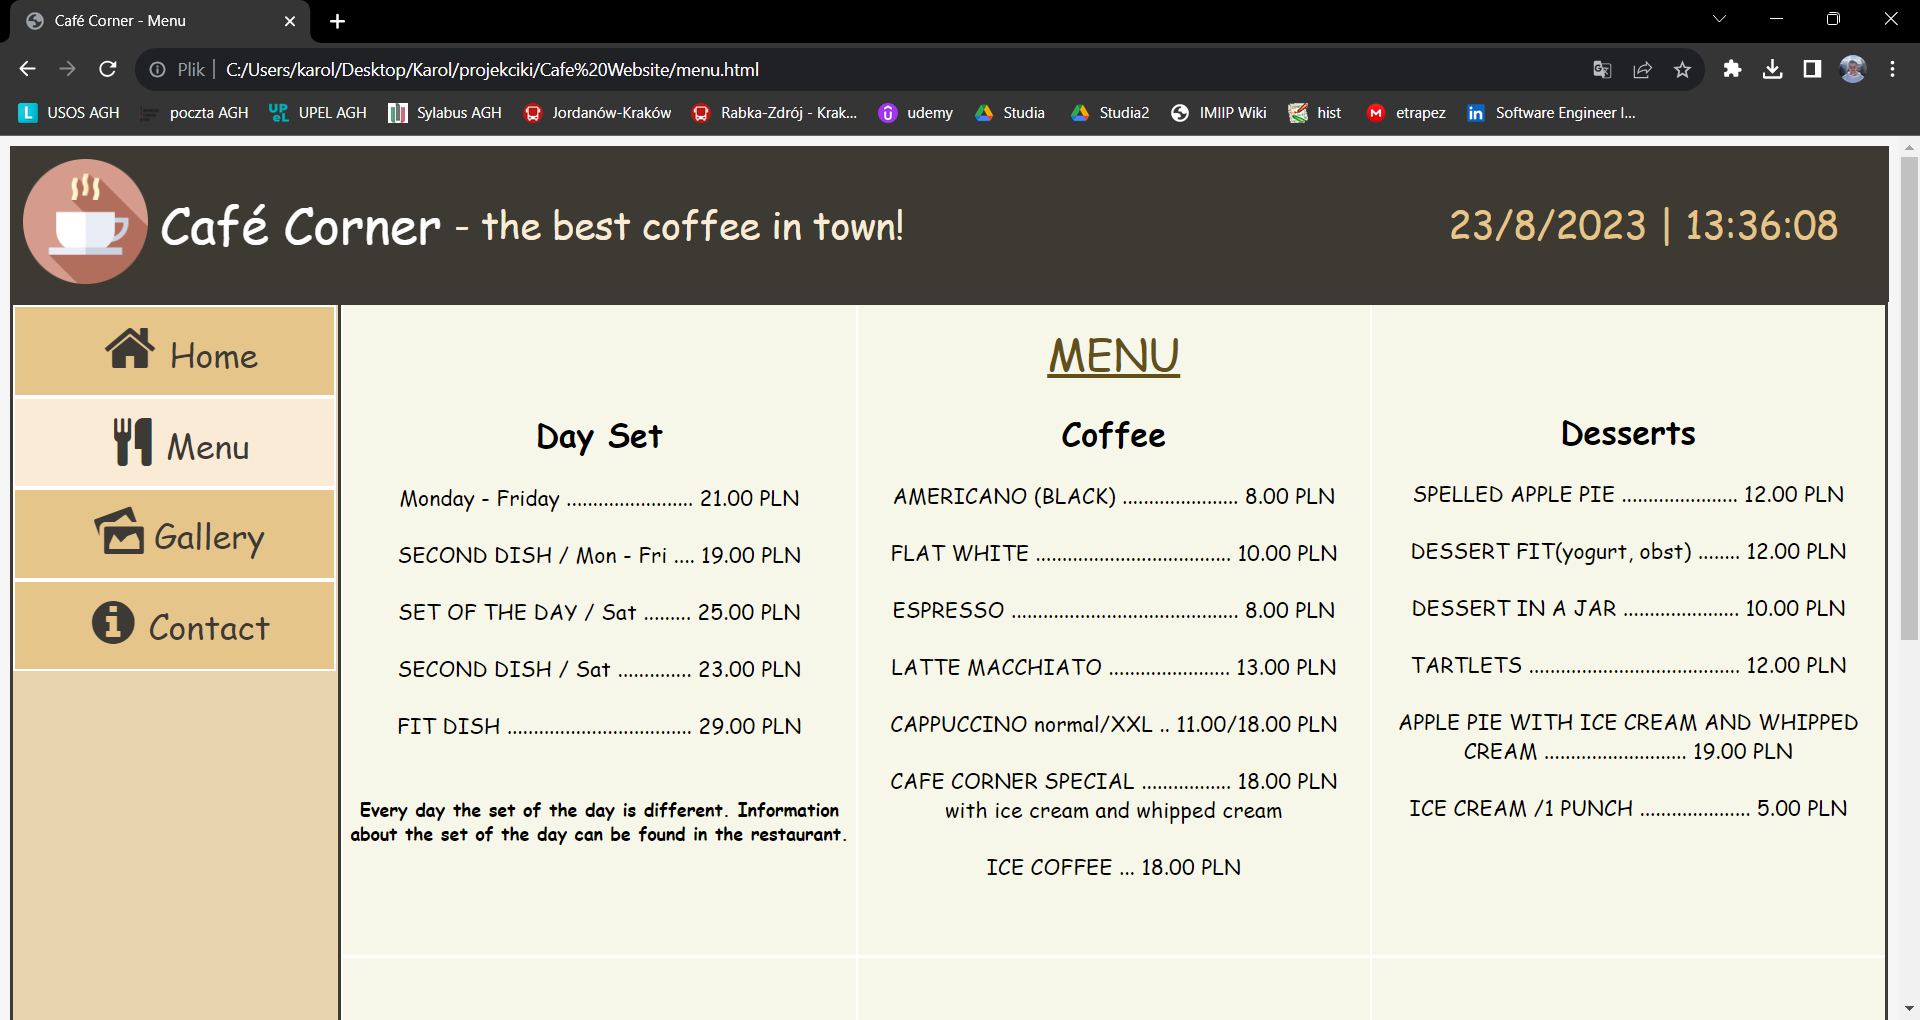 Café Corner - Menu
Plik
C:/Users/karol/Desktop/Karol/projekciki/Cafe%20Website/menu.html
USOS AGH
poczta AGH
UPEL AGH
Sylabus AGH
Jordanów-Kraków
Rabka-Zdrój - Krak...
udemy
Studia
Studia2
IMIIP Wiki
hist
etrapez
Software Engineer I...
Café Corner - the best coffee in town!
23/8/2023 | 13:36:08
Home
Menu
Gallery
Contact
MENU
Day Set
Monday - Friday ........................ 21.00 PLN
SECOND DISH / Mon - Fri .... 19.00 PLN
SET OF THE DAY / Sat ......... 25.00 PLN
SECOND DISH / Sat .............. 23.00 PLN
FIT DISH ................................... 29.00 PLN
Every day the set of the day is different. Information
about the set of the day can be found in the restaurant.
Coffee
AMERICANO (BLACK) ...................... 8.00 PLN
FLAT WHITE ..................................... 10.00 PLN
ESPRESSO ........................................... 8.00 PLN
LATTE MACCHIATO ....................... 13.00 PLN
CAPPUCCINO normal/XXL .. 11.00/18.00 PLN
CAFE CORNER SPECIAL ................. 18.00 PLN
with ice cream and whipped cream
ICE COFFEE ... 18.00 PLN
Desserts
SPELLED APPLE PIE ...................... 12.00 PLN
DESSERT FIT(yogurt, obst) ........ 12.00 PLN
DESSERT IN A JAR ...................... 10.00 PLN
TARTLETS ........................................ 12.00 PLN
APPLE PIE WITH ICE CREAM AND WHIPPED
CREAM ........................... 19.00 PLN
ICE CREAM /1 PUNCH ..................... 5.00 PLN